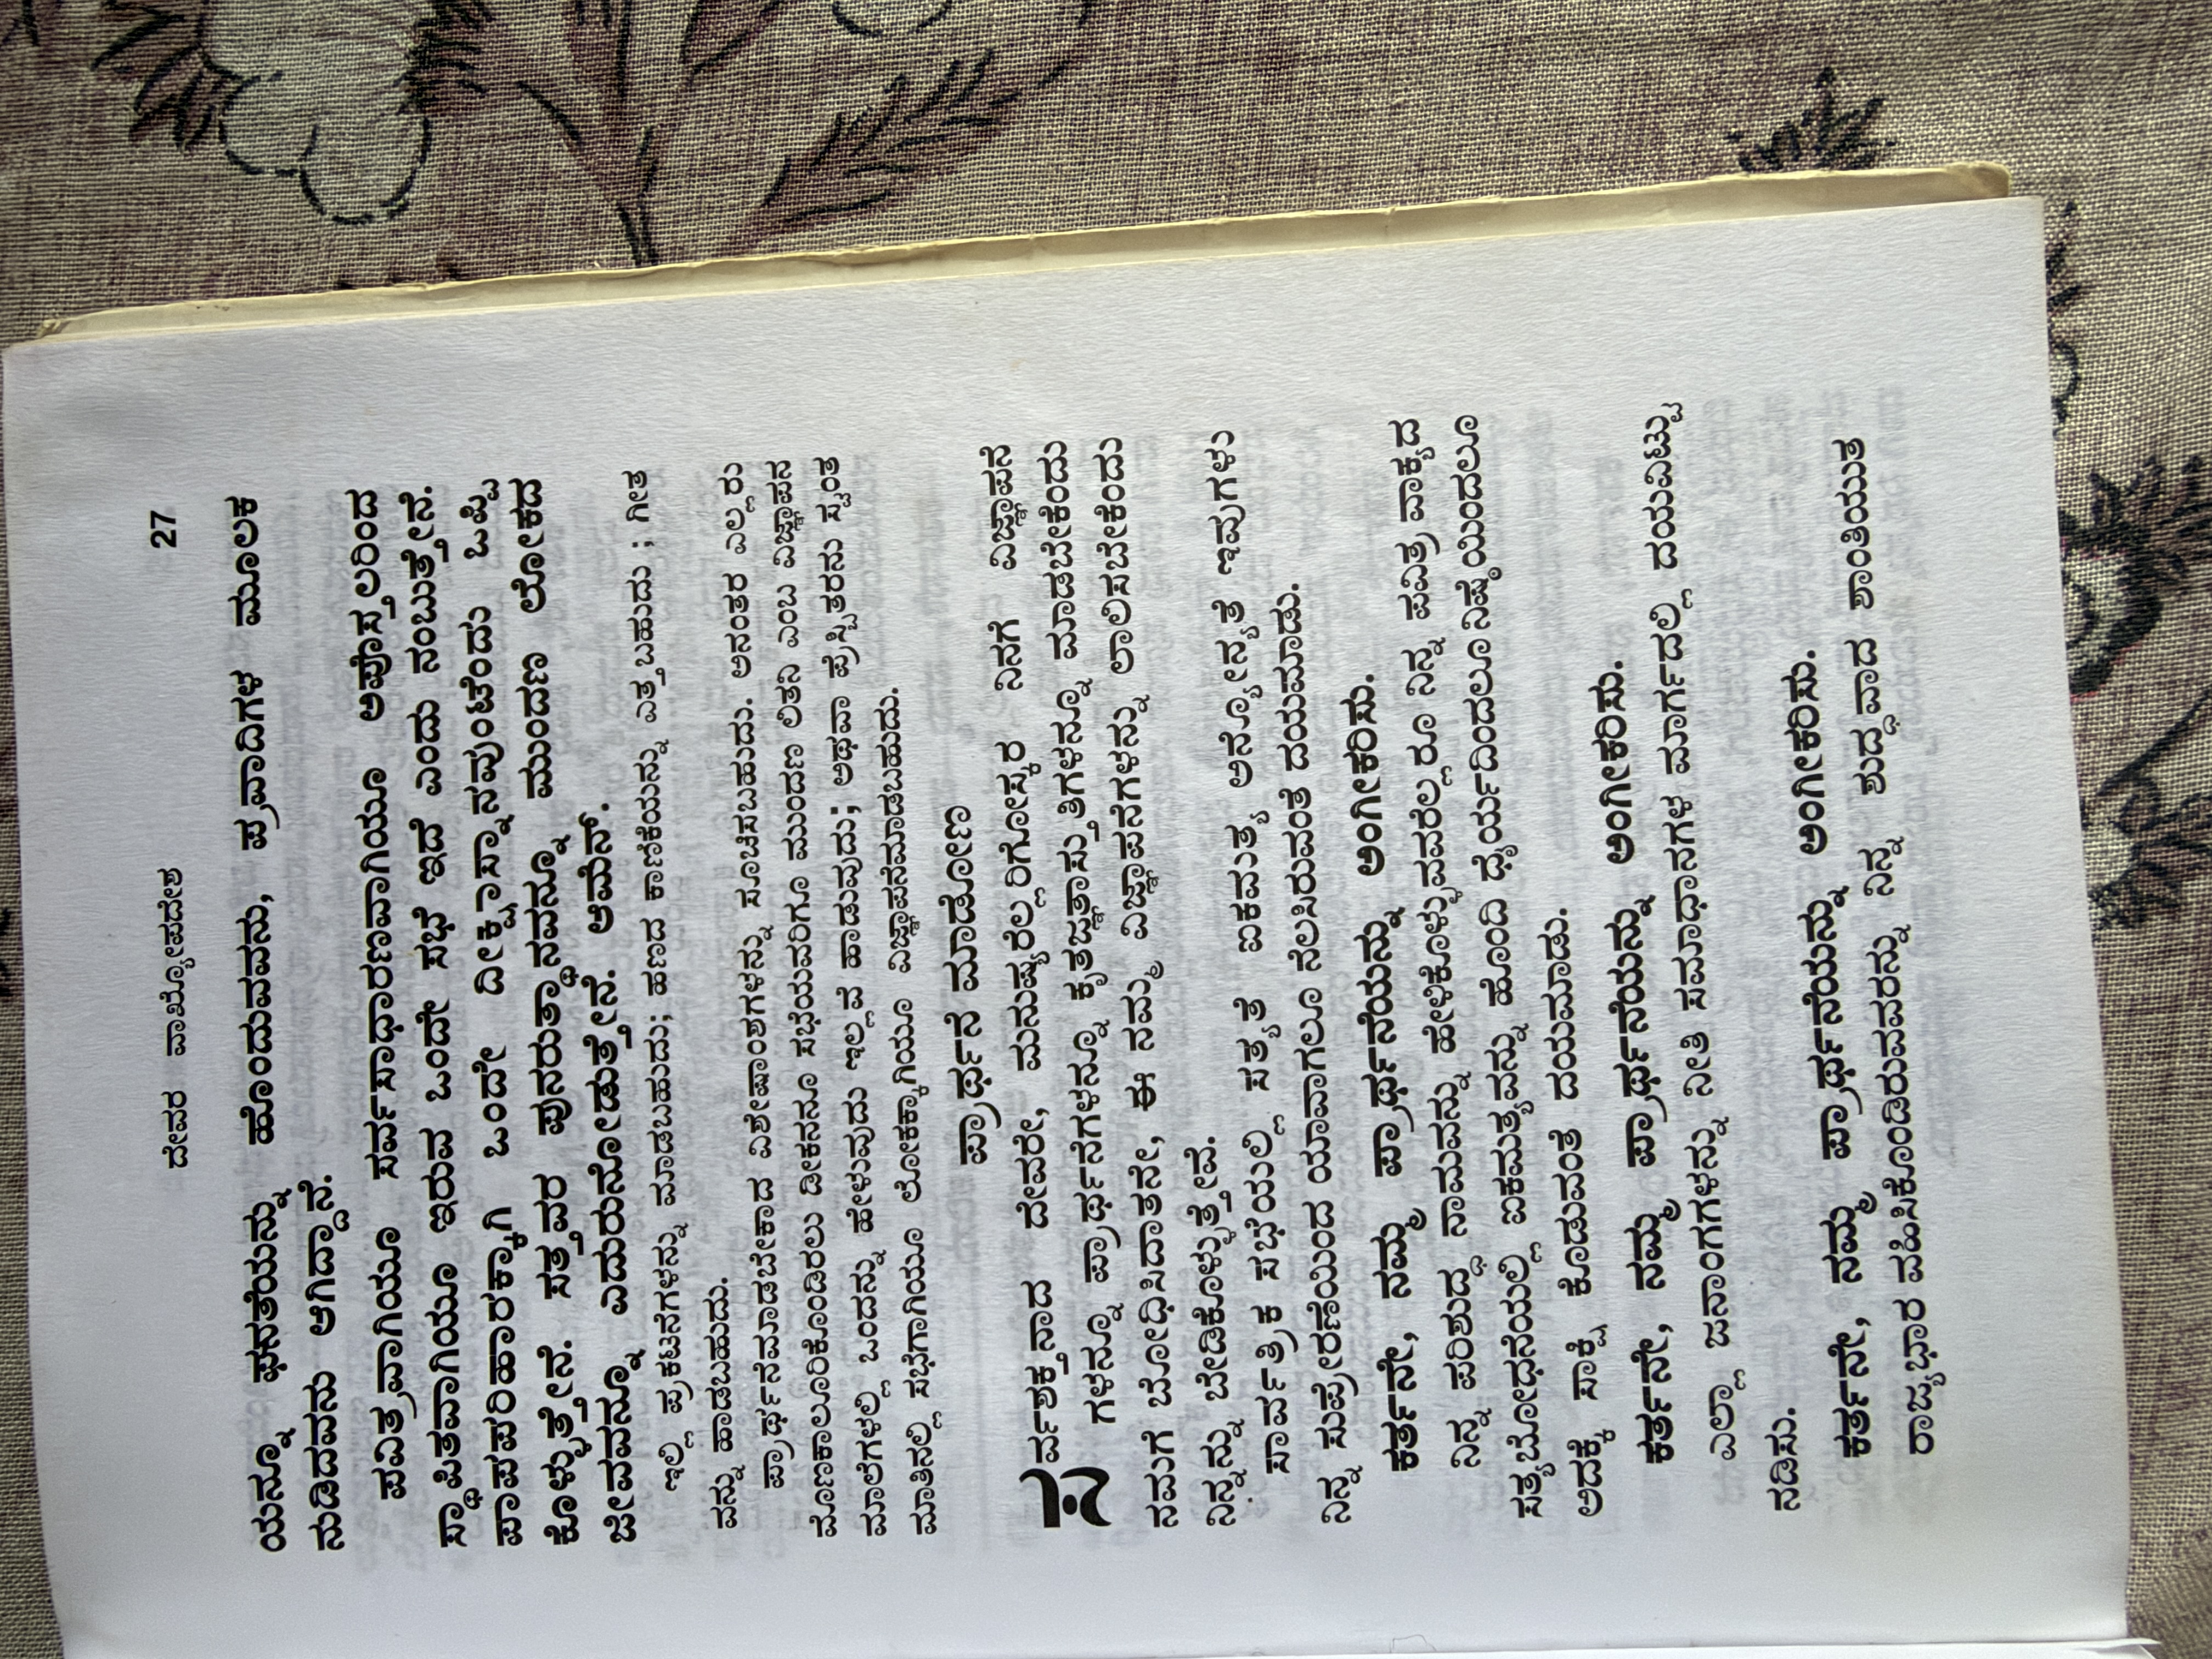 ದೇವರ ವಾಖ್ಯೋಪದೇಶ 27
ಯನ್ನೂ ಘನತೆಯನ್ನು ಹೊಂದುವವನು, ಪ್ರವಾದಿಗಳ ಮೂಲಕ
ನುಡಿದವನು ಆಗಿದ್ದಾನೆ.
ಪವಿತ್ರವಾಗಿಯೂ ಸರ್ವಸಾಧಾರಣವಾಗಿಯೂ ಅಪೊಸ್ತಲರಿಂದ
ಸ್ಥಾಪಿತವಾಗಿಯೂ ಇರುವ ಒಂದೇ ಸಭೆ ಇದೆ ಎಂದು ನಂಬುತ್ತೇನೆ.
ಪಾಪಪರಿಹಾರಕ್ಕಾಗಿ ಒಂದೇ ದೀಕ್ಷಾಸ್ನಾನವುಂಟೆಂದು ಒಪ್ಪಿ
ಕೊಳ್ಳುತ್ತೇನೆ. ಸತ್ತವರ ಪುನರುತ್ಥಾನವನ್ನೂ ಮುಂದಣ ಲೋಕದ
ಜೀವವನ್ನೂ ಎದುರುನೋಡುತ್ತೇನೆ. ಆಮೆನ್.
ಇಲ್ಲಿ ಪ್ರಕಟನೆಗಳನ್ನು ಮಾಡಬಹುದು; ಹಣದ ಕಾಣಿಕೆಯನ್ನು ಎತ್ತಬಹುದು ; ಗೀತ
ವನ್ನು ಹಾಡಬಹುದು.
ಪ್ರಾರ್ಥನೆಮಾಡಬೇಕಾದ ವಿಶೇಷಾಂಶಗಳನ್ನು ಸೂಚಿಸಬಹುದು. ಅನಂತರ ಎಲ್ಲರು
ಮೊಣಕಾಲೂರಿಕೊಂಡಿರಲು ಡೀಕನನೂ ಸಭೆಯವರಿಗೂ ಮುಂದಣ ಲಿತನಿ ಎಂಬ ವಿಜ್ಞಾಪನ
ಮಾಲೆಗಳಲ್ಲಿ ಒಂದನ್ನು ಹೇಳುವುದು ಇಲ್ಲವೆ ಹಾಡುವುದು; ಅಥವಾ ಪ್ರೆಸ್ಬಿತರನು ಸ್ವಂತ
ಮಾತಿನಲ್ಲಿ ಸಭೆಗಾಗಿಯೂ ಲೋಕಕ್ಕಾಗಿಯೂ ವಿಜ್ಞಾಪನೆಮಾಡಬಹುದು.
ಪ್ರಾರ್ಥನೆ ಮಾಡೋಣ
ಸರ್ವಶಕ್ತನಾದ ದೇವರೇ, ಮನುಷ್ಯರೆಲ್ಲರಿಗೋಸ್ಕರ ನಿನಗೆ ವಿಜ್ಞಾಪನೆ
ಗಳನ್ನೂ ಪ್ರಾರ್ಥನೆಗಳನ್ನೂ ಕೃತಜ್ಞತಾಸ್ತುತಿಗಳನ್ನೂ ಮಾಡಬೇಕೆಂದು
ನಮಗೆ ಬೋಧಿಸಿದಾತನೇ, ಈ ನಮ್ಮ ವಿಜ್ಞಾಪನೆಗಳನ್ನು ಲಾಲಿಸಬೇಕೆಂದು
ನಿನ್ನನ್ನು ಬೇಡಿಕೊಳ್ಳುತ್ತೇವೆ.
ಸಾರ್ವತ್ರಿಕ ಸಭೆಯಲ್ಲಿ ಸತ್ಯತೆ ಐಕಮತ್ಯ ಅನ್ಯೋನ್ಯತೆ ಇವುಗಳು
ನಿನ್ನ ಸುಪ್ರೇರಣೆಯಿಂದ ಯಾವಾಗಲೂ ನೆಲಸಿರುವಂತೆ ದಯಮಾಡು.
ಕರ್ತನೇ, ನಮ್ಮ ಪ್ರಾರ್ಥನೆಯನ್ನು ಅಂಗೀಕರಿಸು.
ನಿನ್ನ ಪರಿಶುದ್ಧ ನಾಮವನ್ನು ಹೇಳಿಕೊಳ್ಳುವವರೆಲ್ಲರೂ ನಿನ್ನ ಪವಿತ್ರ ವಾಕ್ಯದ
ಸತ್ಯಬೋಧನೆಯಲ್ಲಿ ಐಕಮತ್ಯವನ್ನು ಹೊಂದಿ ಧೈರ್ಯದಿಂದಲೂ ನಿಷ್ಠೆಯಿಂದಲೂ
ಅದಕ್ಕೆ ಸಾಕ್ಷಿ ಕೊಡುವಂತೆ ದಯಮಾಡು.
ಕರ್ತನೇ, ನಮ್ಮ ಪ್ರಾರ್ಥನೆಯನ್ನು ಅಂಗೀಕರಿಸು.
ಎಲ್ಲಾ ಜನಾಂಗಗಳನ್ನು ನೀತಿ ಸಮಾಧಾನಗಳ ಮಾರ್ಗದಲ್ಲಿ ದಯವಿಟ್ಟು
ನಡಿಸು.
ಕರ್ತನೇ, ನಮ್ಮ ಪ್ರಾರ್ಥನೆಯನ್ನು ಅಂಗೀಕರಿಸು.
ರಾಜ್ಯಭಾರ ವಹಿಸಿಕೊಂಡಿರುವವರನ್ನು ನಿನ್ನ ಶುದ್ಧವಾದ ಶಾಂತಿಯುತ